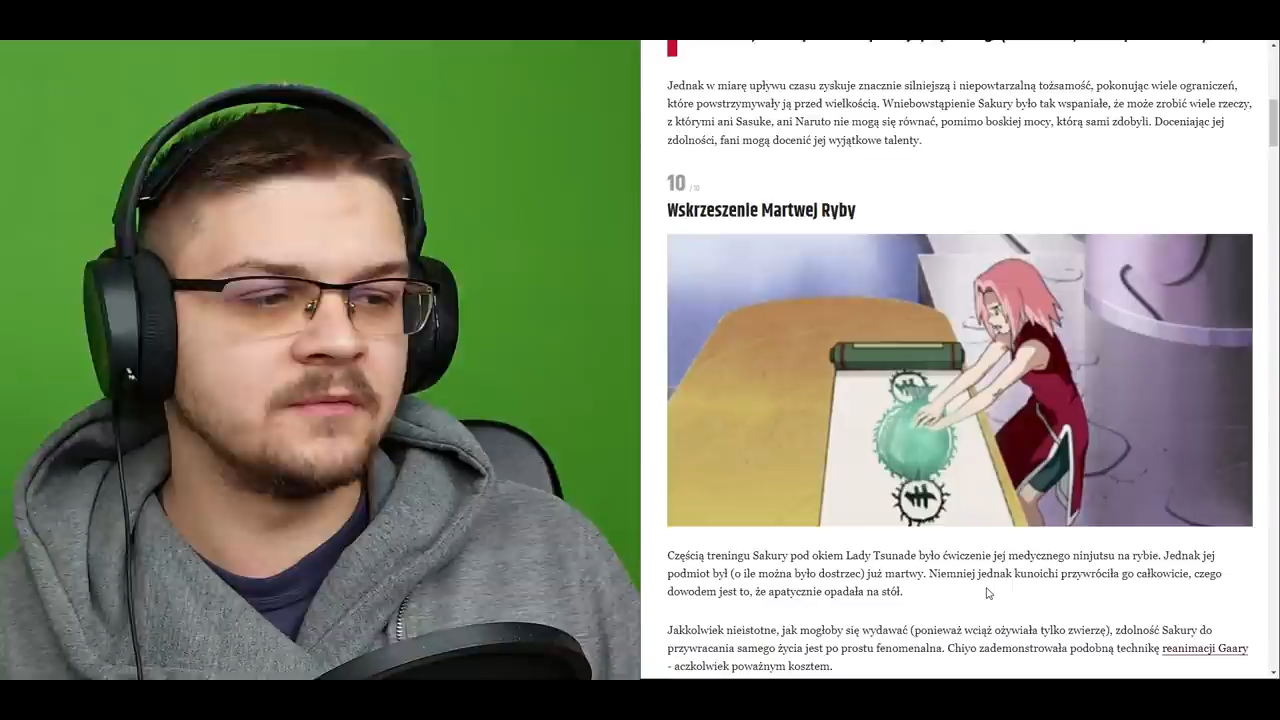 Jednak w miarę upływu czasu zyskuje znacznie silniejszą i niepowtarzalną tożsamość, pokonując wiele ograniczeń,
które powstrzymywały ją przed wielkością. Wniebowstąpienie Sakury było tak wspaniałe, że może zrobić wiele rzeczy,
z którymi ani Sasuke, ani Naruto nie mogą się równać, pomimo boskiej mocy, którą sami zdobyli. Doceniając jej
zdolności, fani mogą docenić jej wyjątkowe talenty.
10 / 10
Wskrzeszenie Martwej Ryby
Częścią treningu Sakury pod okiem Lady Tsunade było ćwiczenie jej medycznego ninjutsu na rybie. Jednak jej
podmiot był (o ile można było dostrzec) już martwy. Niemniej jednak kunoichi przywróciła go całkowicie, czego
dowodem jest to, że apatycznie opadała na stół.
Jakkolwiek nieistotne, jak mogłoby się wydawać (ponieważ wciąż ożywiała tylko zwierzę), zdolność Sakury do
przywracania samego życia jest po prostu fenomenalna. Chiyo zademonstrowała podobną technikę reanimacji Gaary
- aczkolwiek poważnym kosztem.